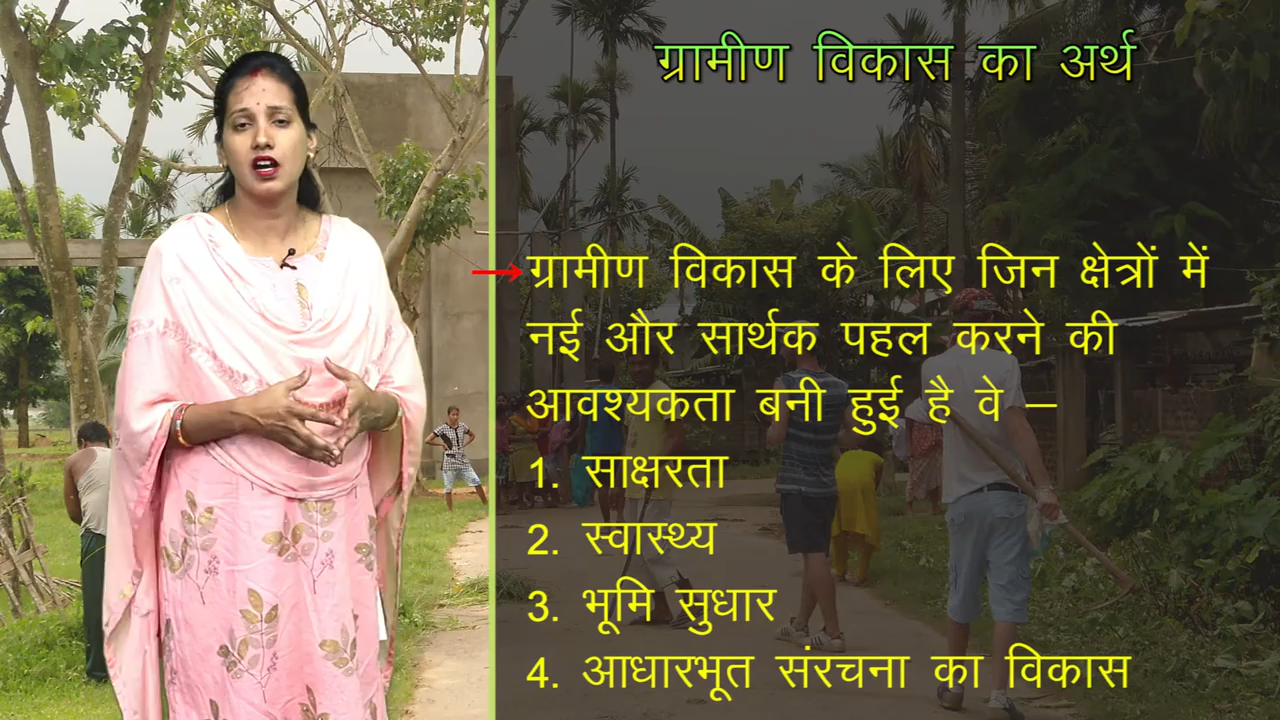 ग्रामीण विकास का अर्थ
→ग्रामीण विकास के लिए जिन क्षेत्रों में
नई और सार्थक पहल करने की
आवश्यकता बनी हुई है वे –
1. साक्षरता
2. स्वास्थ्य
3. भूमि सुधार
4. आधारभूत संरचना का विकास